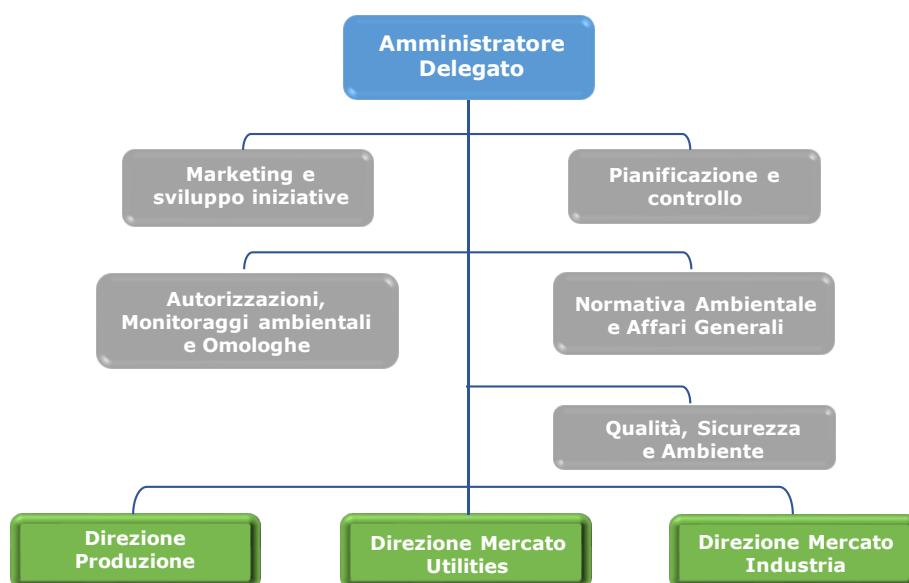 Amministratore
Delegato
Marketing e
sviluppo iniziative
Pianificazione e
controllo
Autorizzazioni,
Monitoraggi ambientali
e Omologhe
Normativa Ambientale
e Affari Generali
Qualità, Sicurezza
e Ambiente
Direzione
Produzione
Direzione Mercato
Utilities
Direzione Mercato
Industria